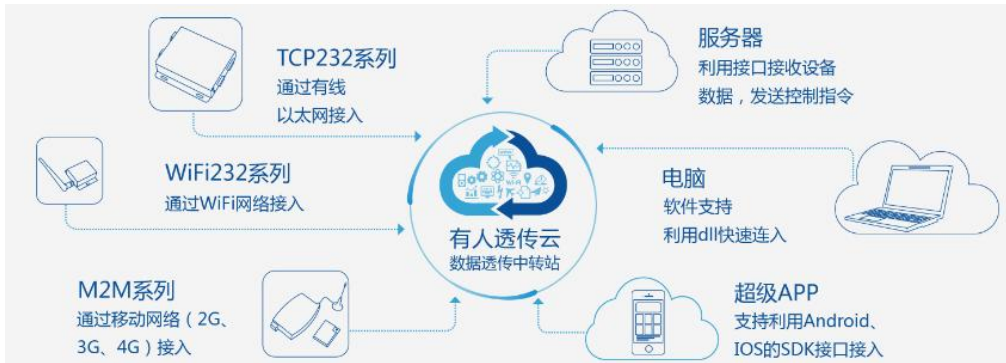 TCP232系列
通过有线
以太网接入
服务器
利用接口接收设备
数据，发送控制指令
WiFi232系列
通过WiFi网络接入
有人透传云
数据透传中转站
电脑
软件支持
利用dll快速连入
M2M系列
通过移动网络（2G、
3G、4G）接入
超级APP
支持利用Android、
IOS的SDK接口接入